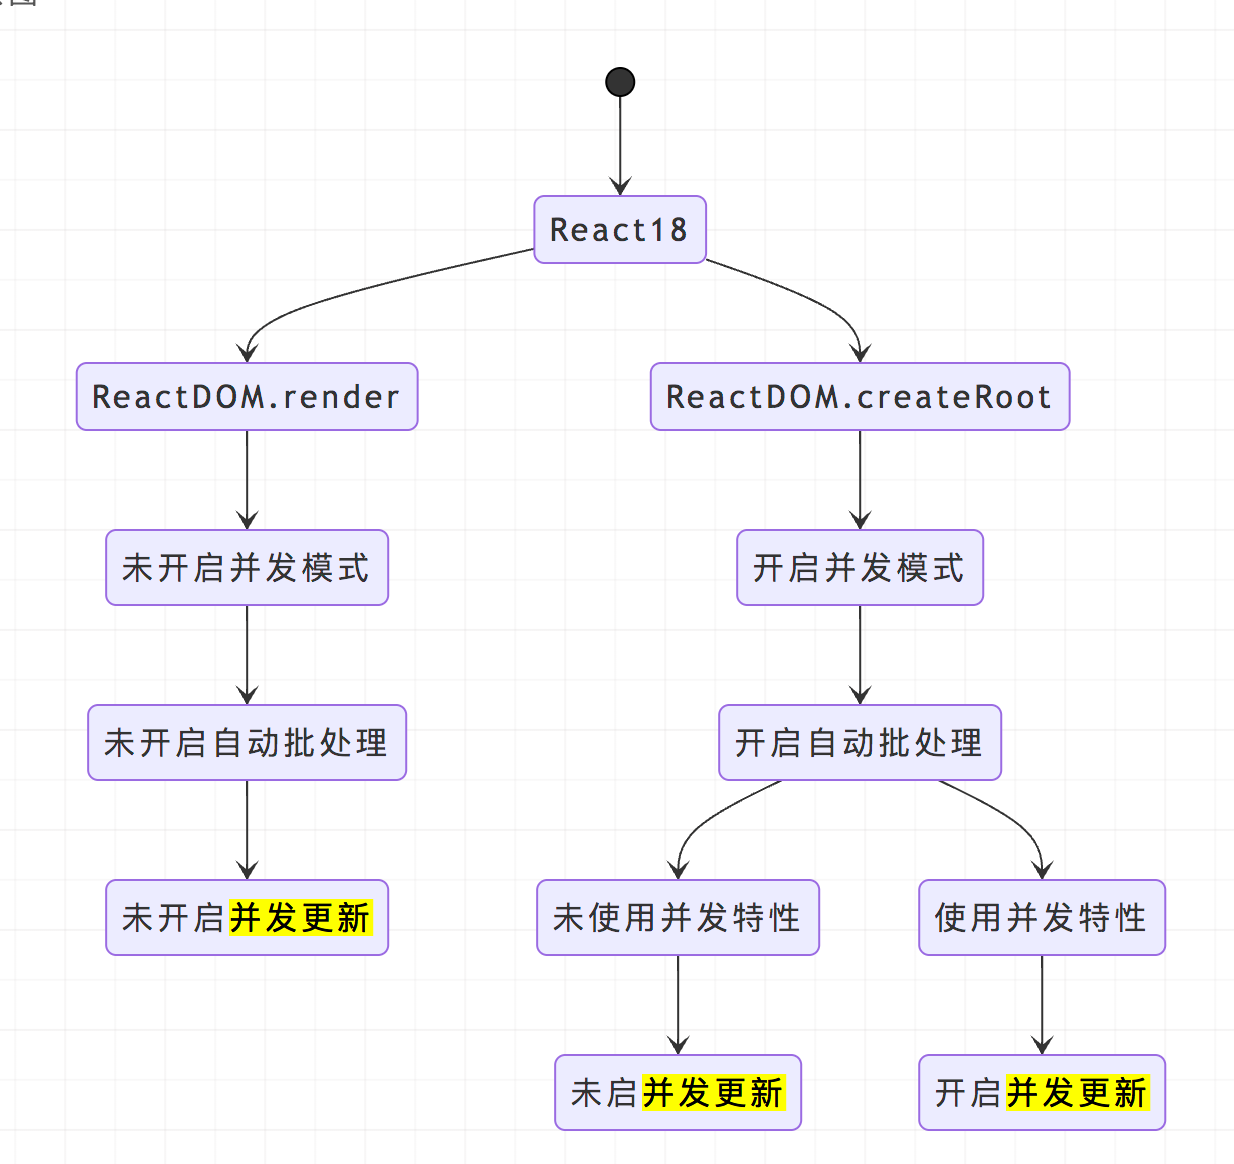 React18
ReactDOM.render
ReactDOM.createRoot
未开启并发模式
开启并发模式
未开启自动批处理
开启自动批处理
未开启并发更新
未使用并发特性
使用并发特性
未启并发更新
开启并发更新